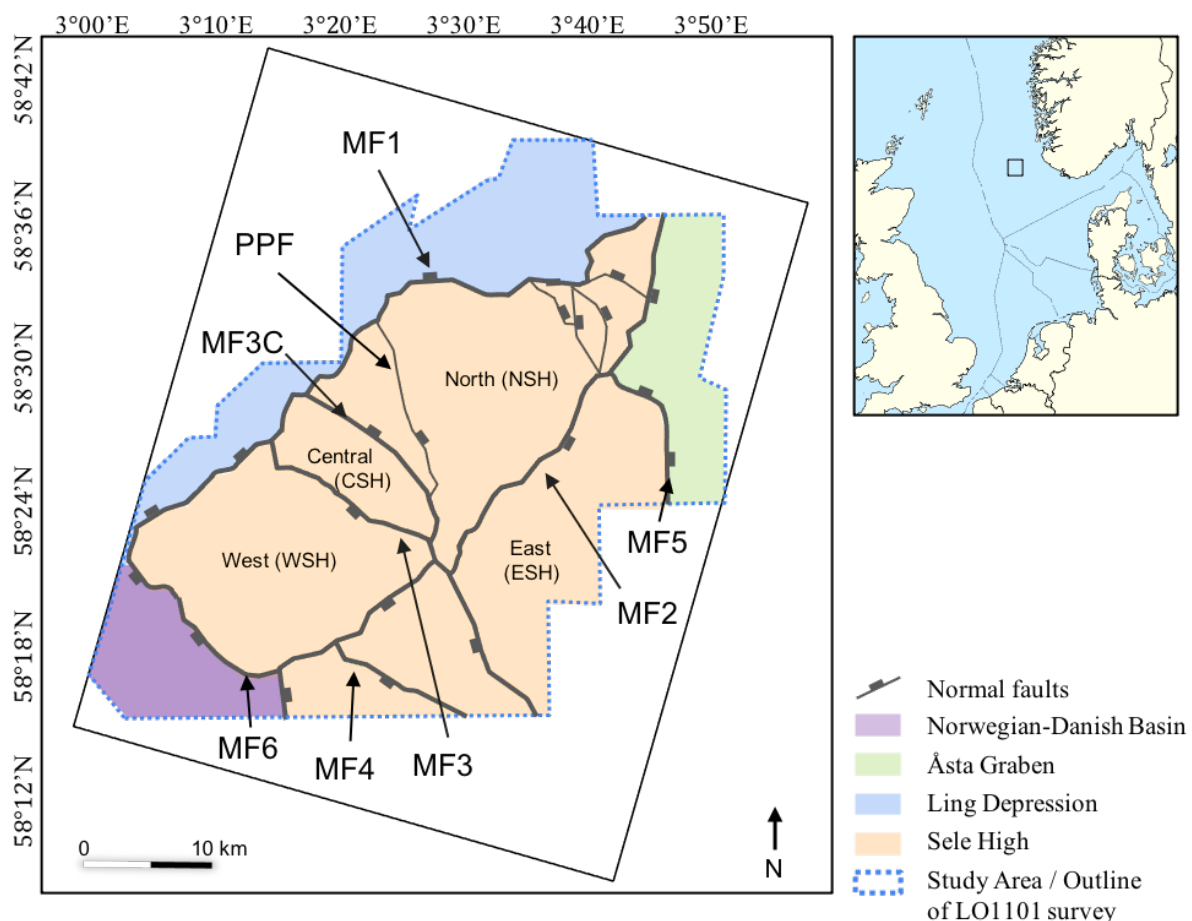 3°00’E 3°10’E 3°20’E 3°30’E 3°40’E 3°50’E
58°42’N
58°36’N
58°30’N
58°24’N
58°18’N
58°12’N
MF1
PPF
MF3C
North (NSH)
Central
(CSH)
West (WSH)
East
(ESH)
MF5
MF2
MF6
MF4
MF3
0 10 km
N
Normal faults
Norwegian-Danish Basin
Åsta Graben
Ling Depression
Sele High
Study Area / Outline
of LO1101 survey